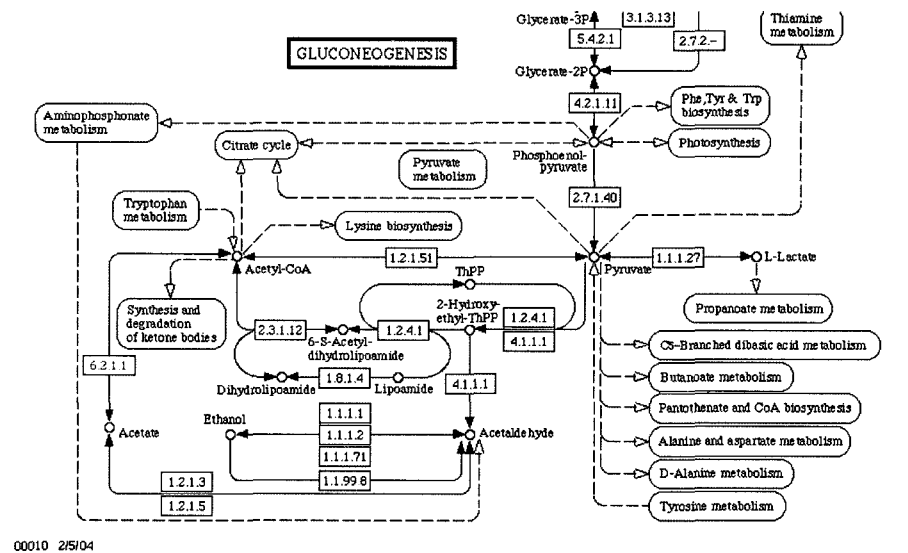 Glycerate-3P
3.1.3.13
Thiamine
metabolism
5.4.2.1
2.7.2.–
GLUCONEOGENESIS
Glycerate-2P
4.2.1.11
Phe,Tyr & Trp
biosynthesis
Aminophosphonate
metabolism
Citrate cycle
Photosynthesis
Phosphoenol-
pyruvate
Pyruvate
metabolism
2.7.1.40
Tryptophan
metabolism
Lysine biosynthesis
1.2.1.51
1.1.1.27
L-Lactate
Acetyl-CoA
Pyruvate
ThPP
Propanoate metabolism
Synthesis and
degradation
of ketone bodies
2-Hydroxy-
ethyl-ThPP
1.2.4.1
2.3.1.12
1.2.4.1
4.1.1.1
6-S-Acetyl-
dihydrolipoamide
C5-Branched dibasic acid metabolism
6.2.1.1
1.8.1.4
4.1.1.1
Butanoate metabolism
Dihydrolipoamide
Lipoamide
Pantothenate and CoA biosynthesis
Ethanol
1.1.1.1
Acetate
1.1.1.2
Acetaldehyde
Alanine and aspartate metabolism
1.1.1.71
1.1.99.8
D-Alanine metabolism
1.2.1.3
1.2.1.5
Tyrosine metabolism
00010 2/5/04